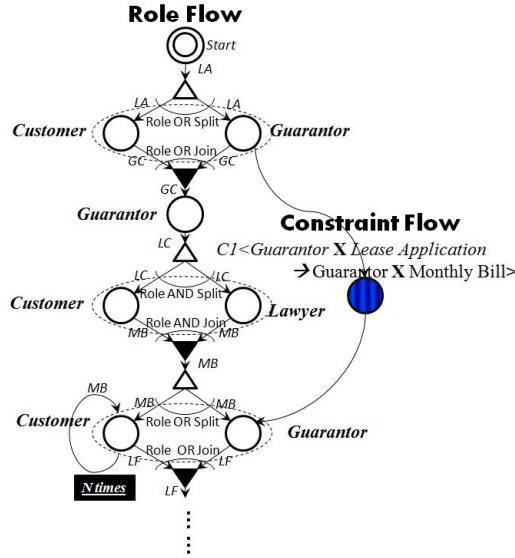 Role Flow
Start
LA
LA LA
Role OR Split
Customer Guarantor
Role OR Join
GC GC
GC
Guarantor
Constraint Flow
C1<Guarantor X Lease Application
→Guarantor X Monthly Bill>
LC
LC LC
Role AND Split
Customer Lawyer
Role AND Join
MB MB
MB
MB MB MB
Customer Role OR Split
Guarantor
Role OR Join
LF LF
N times
LF